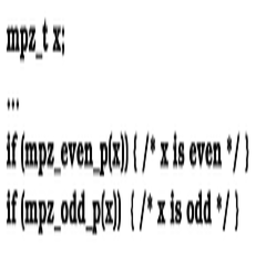 mpz_t x;
...
if (mpz_even_p(x)) { /* x is even */ }
if (mpz_odd_p(x)) { /* x is odd */ }